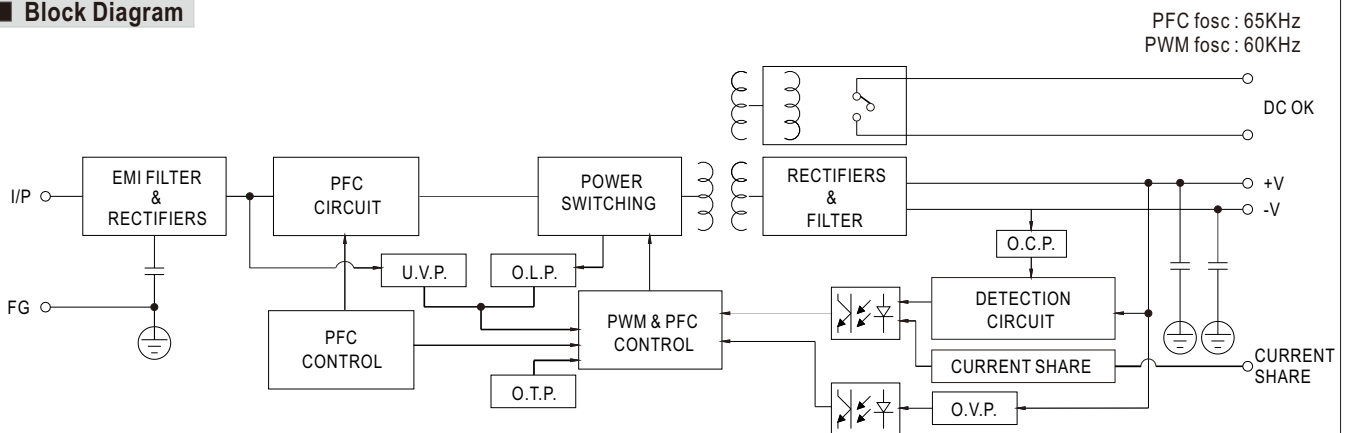 Block Diagram
PFC fosc : 65KHz
PWM fosc : 60KHz
DC OK
I/P
EMI FILTER
&
RECTIFIERS
PFC
CIRCUIT
POWER
SWITCHING
RECTIFIERS
&
FILTER
+V
-V
O.C.P.
U.V.P.
O.L.P.
FG
PFC
CONTROL
PWM & PFC
CONTROL
DETECTION
CIRCUIT
CURRENT SHARE
CURRENT
SHARE
O.T.P.
O.V.P.